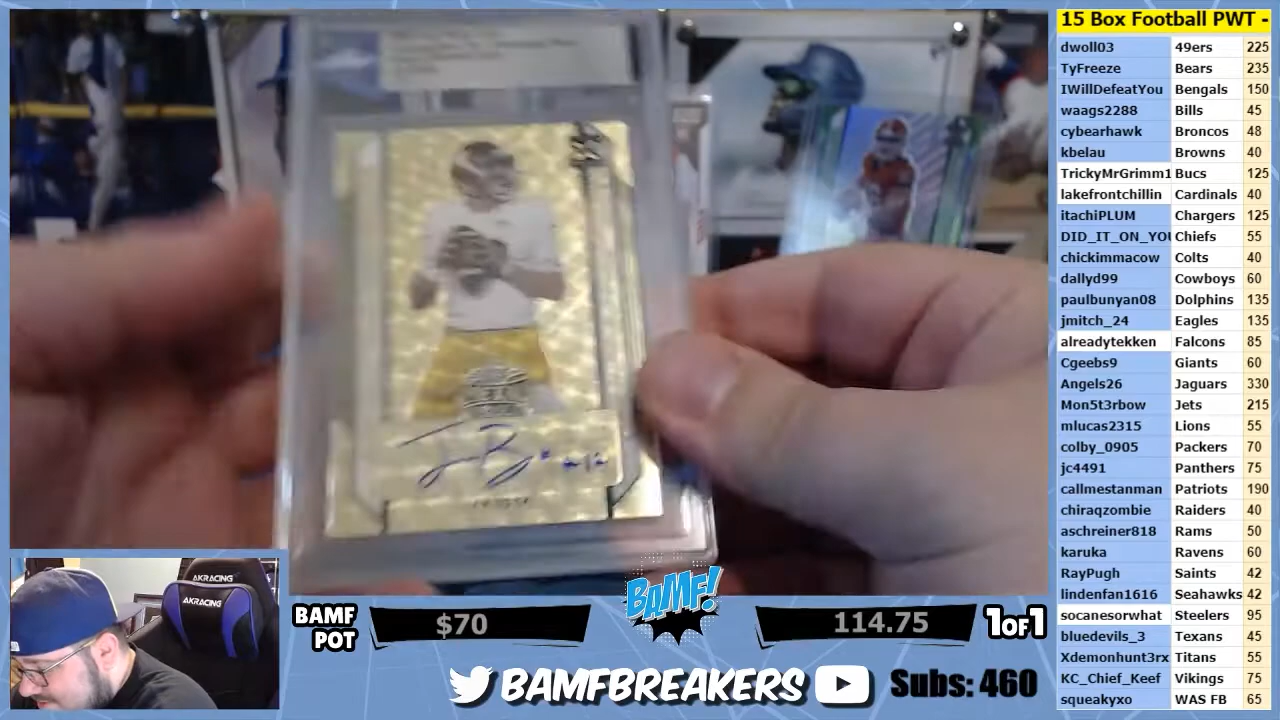 15 Box Football PWT -
dwoll03 49ers 225
TyFreeze Bears 235
IWillDefeatYou Bengals 150
waags2288 Bills 45
cybearhawk Broncos 48
kbelau Browns 40
TrickyMrGrimm1 Bucs 125
lakefrontchillin Cardinals 40
itachiPLUM Chargers 125
DID_IT_ON_YOU Chiefs 55
chickimmacow Colts 40
dallyd99 Cowboys 60
paulbunyan08 Dolphins 135
jmitch_24 Eagles 135
alreadytekken Falcons 85
Cgeebs9 Giants 60
Angels26 Jaguars 330
Mon5t3rbow Jets 215
mlucas2315 Lions 55
colby_0905 Packers 70
jc4491 Panthers 75
callmestanman Patriots 190
chiraqzombie Raiders 40
aschreiner818 Rams 50
karuka Ravens 60
RayPugh Saints 42
lindenfan1616 Seahawks 42
socanesorwhat Steelers 95
bluedevils_3 Texans 45
Xdemonhunt3rx Titans 55
KC_Chief_Keef Vikings 75
squeakyxo WAS FB 65
AKRACING
AKRACING
BAMF POT $70
BAMF!
114.75 1OF1
BAMFBREAKERS
Subs: 460